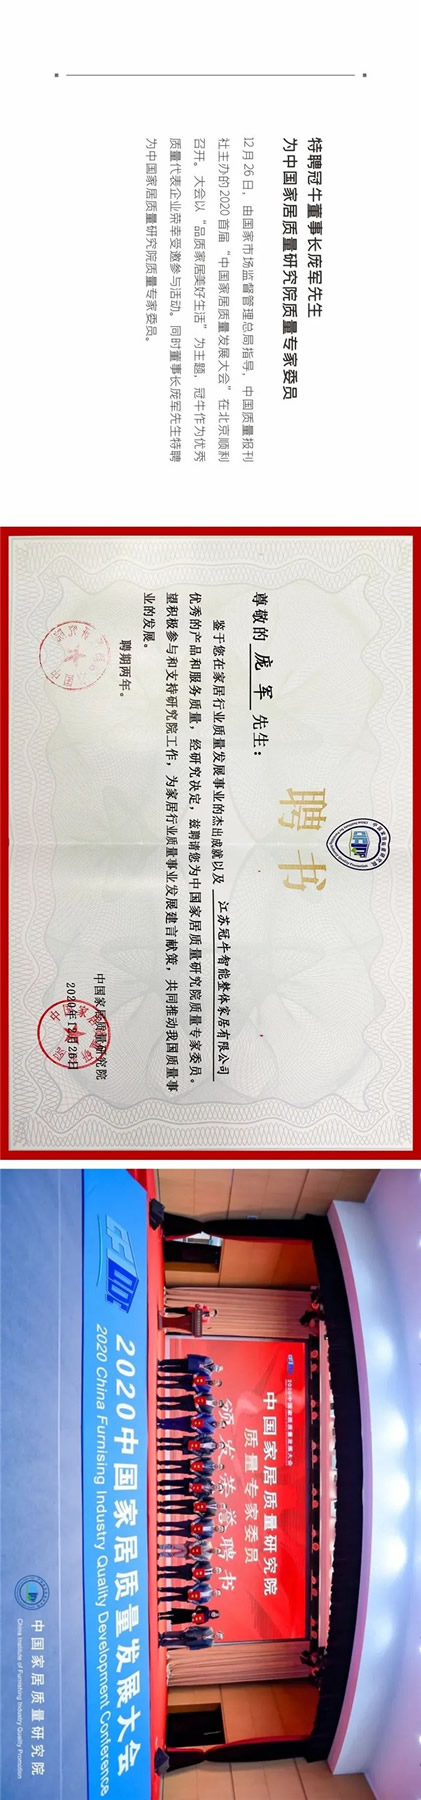 特聘冠牛董事长庞军先生
为中国家居质量研究院质量专家委员
12月26日，由国家市场监督管理总局指导，中国质量报刊
社主办的2020首届“中国家居质量发展大会”在北京顺利
召开。大会以“品质家居美好生活”为主题，冠牛作为优秀
质量代表企业荣幸受邀参与活动。同时董事长庞军先生特聘
为中国家居质量研究院质量专家委员。
聘书
尊敬的 庞军 先生：
鉴于您在家居行业质量发展事业的杰出成就以及 江苏冠牛智能整体家居有限公司
优秀的产品和服务质量，经研究决定，兹聘请您为中国家居质量研究院质量专家委员。
望积极参与和支持研究院工作，为家居行业质量事业发展建言献策，共同推动我国质量事
业的发展。
聘期两年。
中国家居质量研究院
2020年12月26日
2020中国家居质量发展大会
中国家居质量研究院
质量专家委员
颁发荣誉聘书
2020中国家居质量发展大会
2020 China Furnising Industry Quality Development Conference
中国家居质量研究院
China Institute of Furnishing Industry Quality Promotion